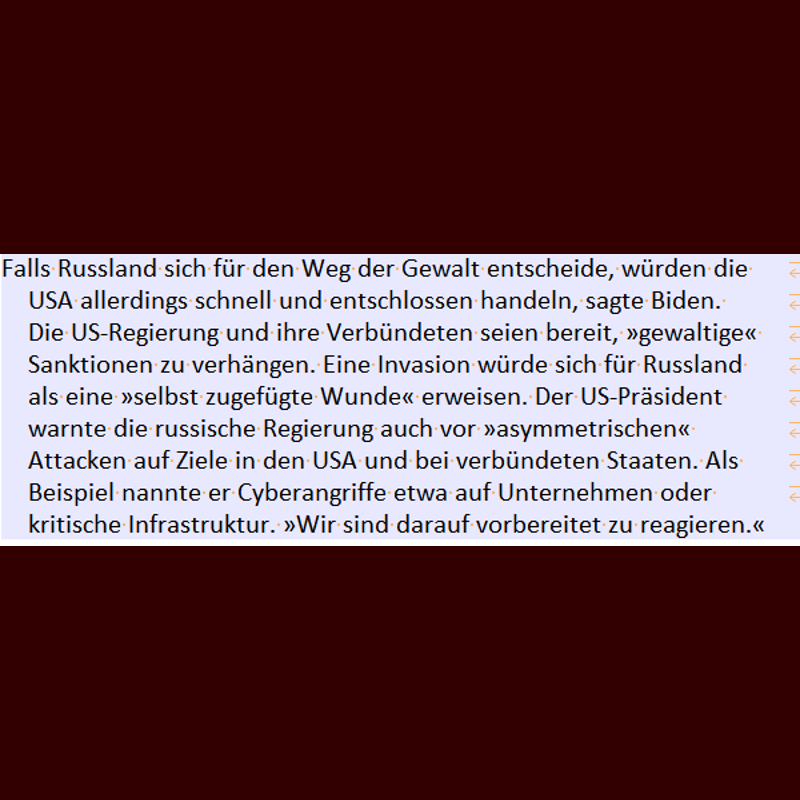 Falls Russland sich für den Weg der Gewalt entscheide, würden die
USA allerdings schnell und entschlossen handeln, sagte Biden.
Die US-Regierung und ihre Verbündeten seien bereit, »gewaltige«
Sanktionen zu verhängen. Eine Invasion würde sich für Russland
als eine »selbst zugefügte Wunde« erweisen. Der US-Präsident
warnte die russische Regierung auch vor »asymmetrischen«
Attacken auf Ziele in den USA und bei verbündeten Staaten. Als
Beispiel nannte er Cyberangriffe etwa auf Unternehmen oder
kritische Infrastruktur. »Wir sind darauf vorbereitet zu reagieren.«